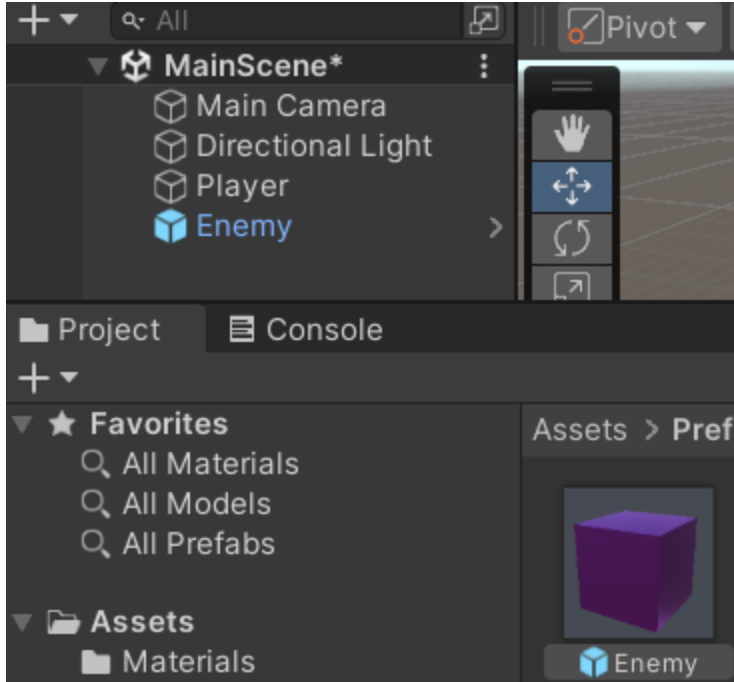 All
Pivot
MainScene*
Main Camera
Directional Light
Player
Enemy
Project Console
Favorites
All Materials
All Models
All Prefabs
Assets > Pref
Assets
Materials
Enemy